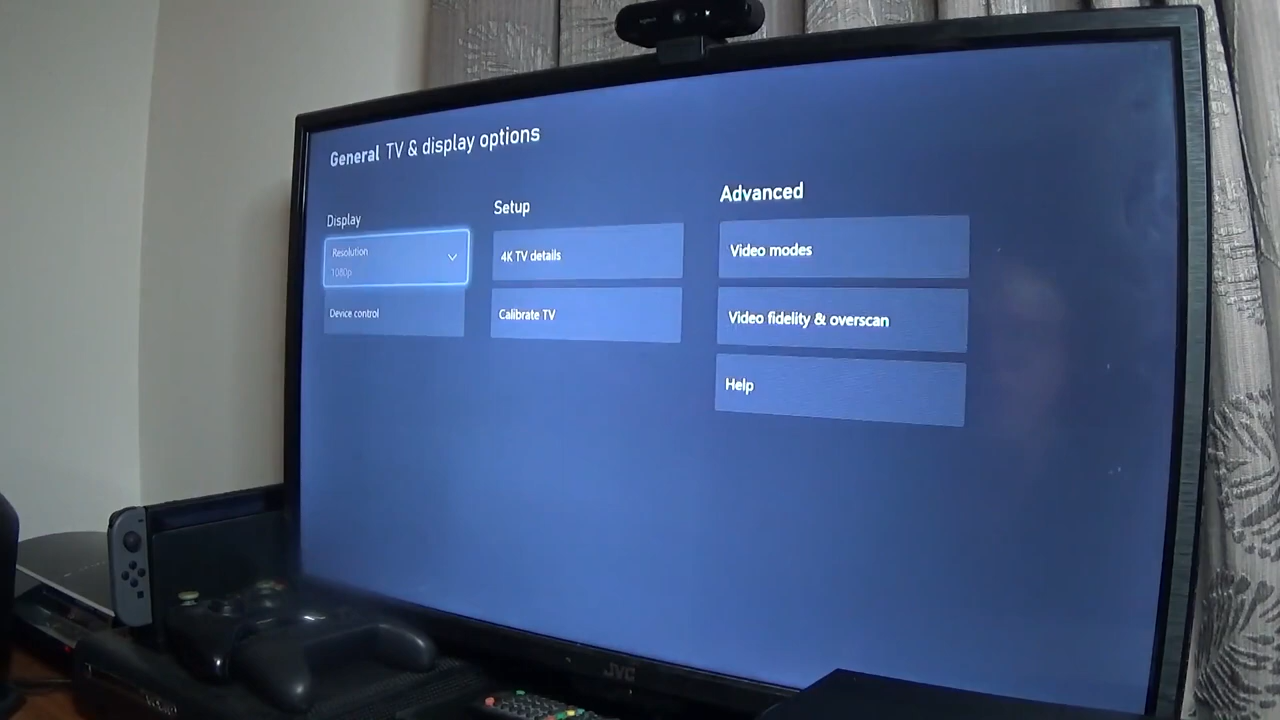 General TV & display options
Display
Resolution
1080p
Device control
Setup
4K TV details
Calibrate TV
Advanced
Video modes
Video fidelity & overscan
Help
JVC